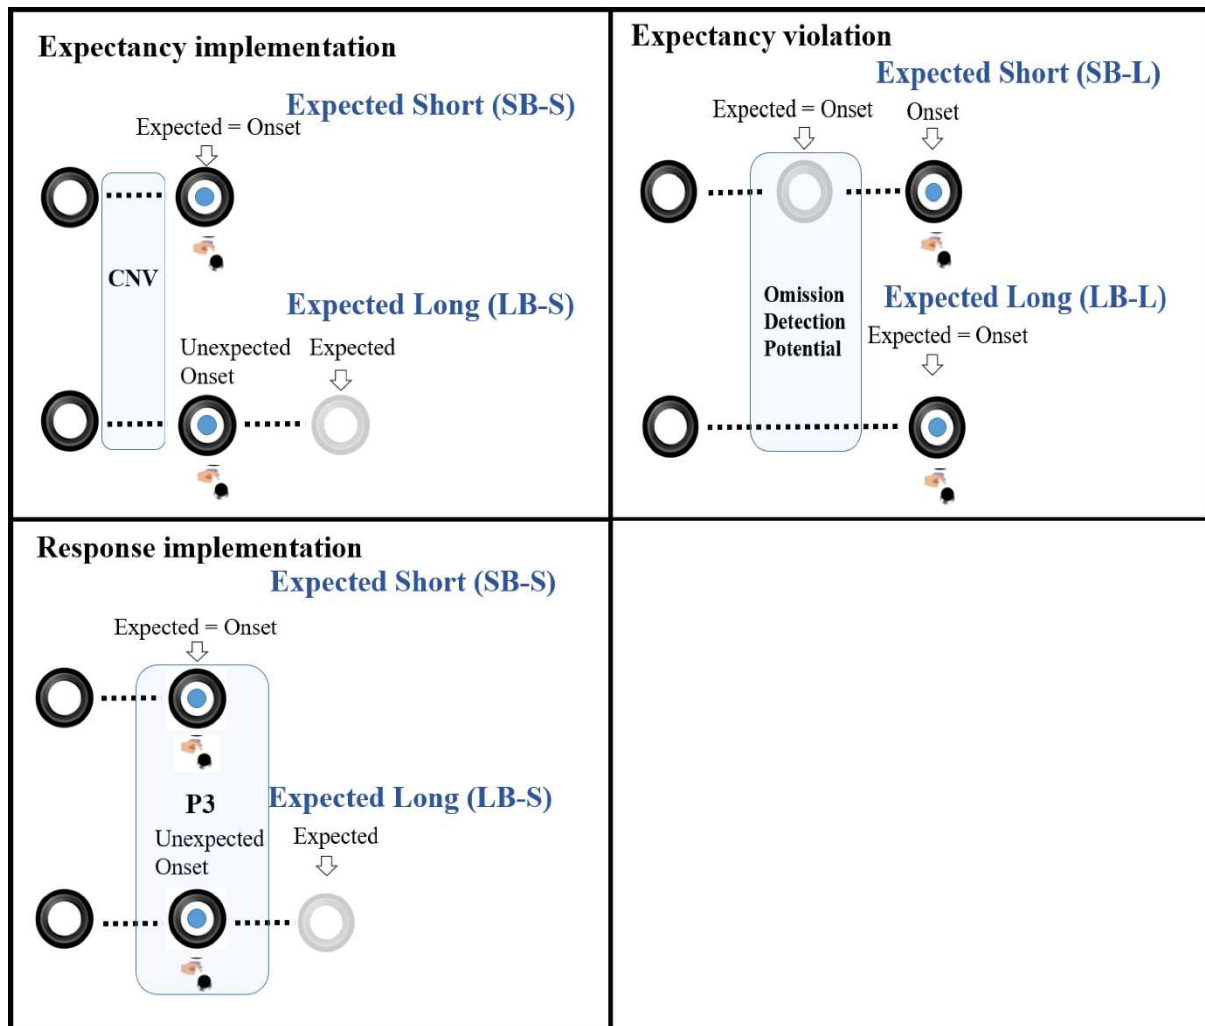 Expectancy implementation
Expected Short (SB-S)
Expected = Onset
CNV
Expected Long (LB-S)
Unexpected
Onset
Expected
Expectancy violation
Expected Short (SB-L)
Expected = Onset
Onset
Omission
Detection
Potential
Expected Long (LB-L)
Expected = Onset
Response implementation
Expected Short (SB-S)
Expected = Onset
P3
Expected Long (LB-S)
Unexpected
Onset
Expected